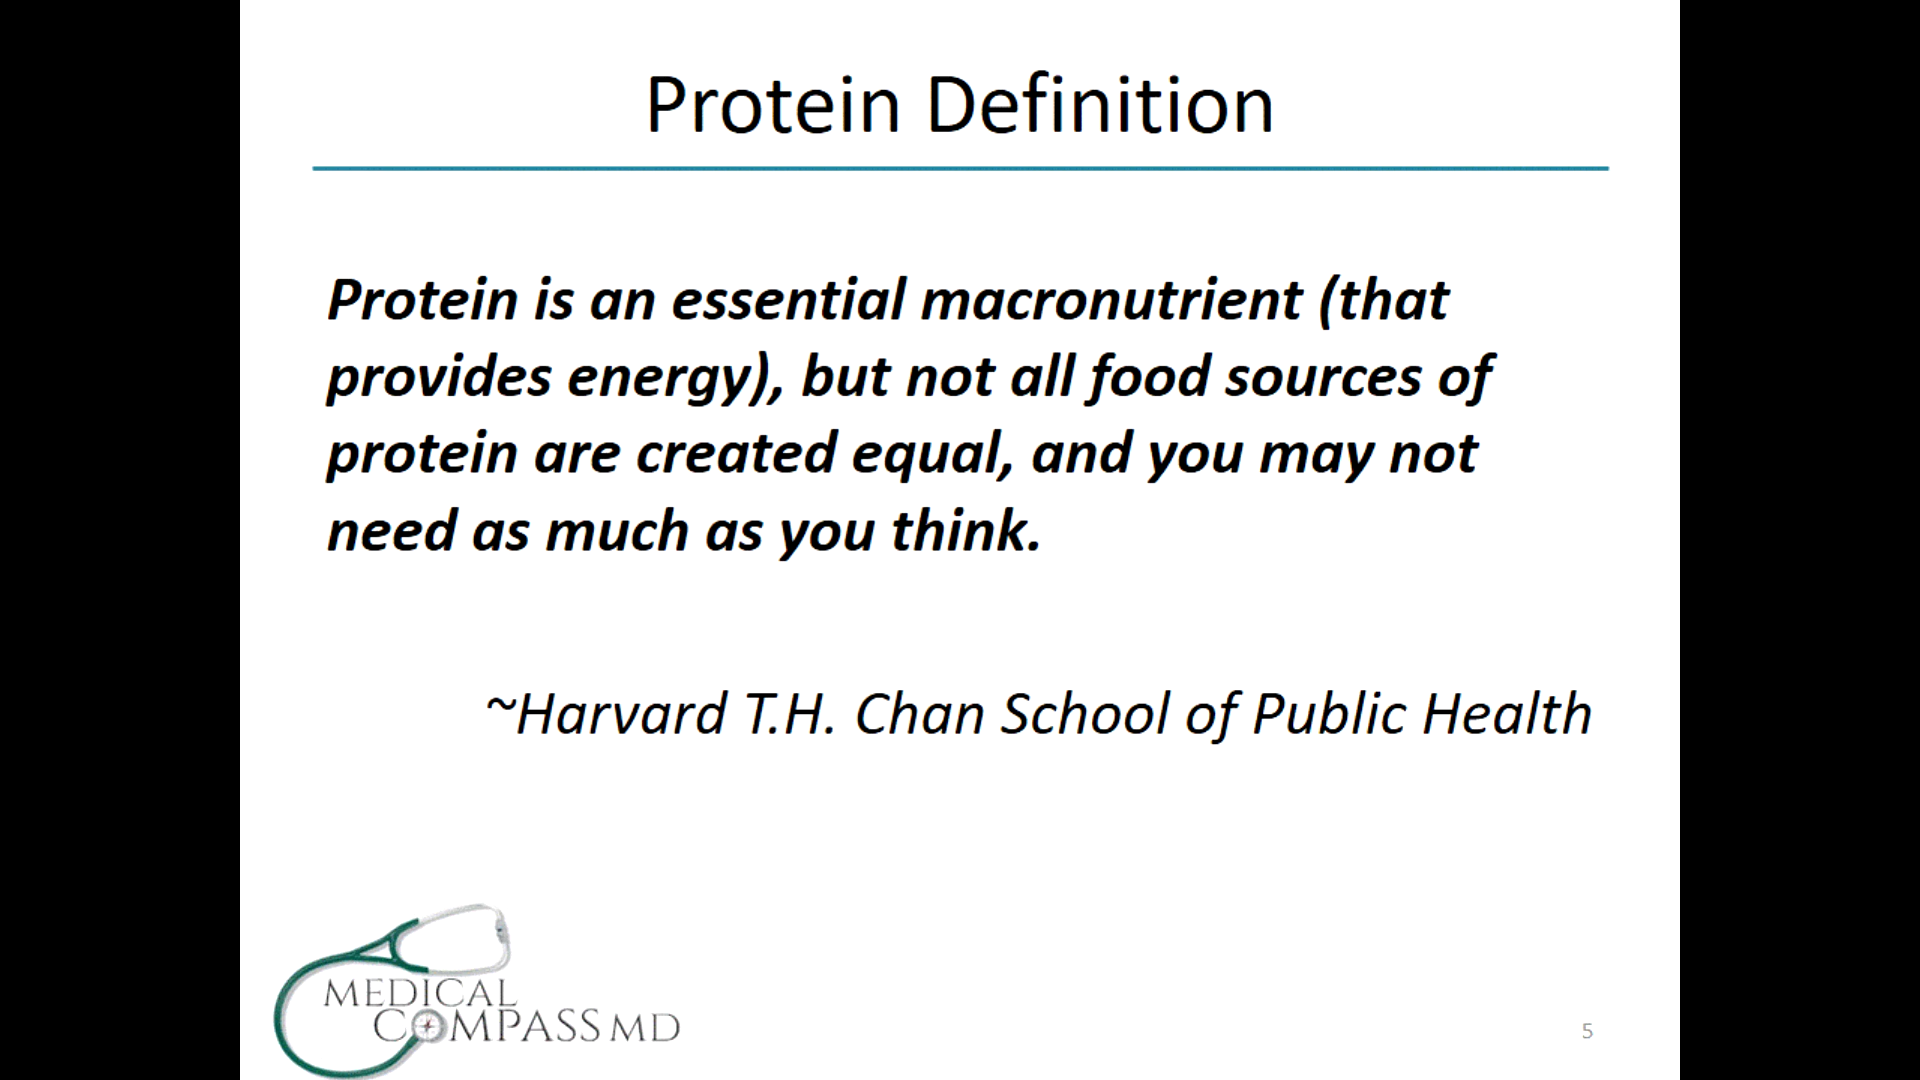 Protein Definition
Protein is an essential macronutrient (that
provides energy), but not all food sources of
protein are created equal, and you may not
need as much as you think.
~Harvard T.H. Chan School of Public Health
MEDICAL
COMPASS MD
5